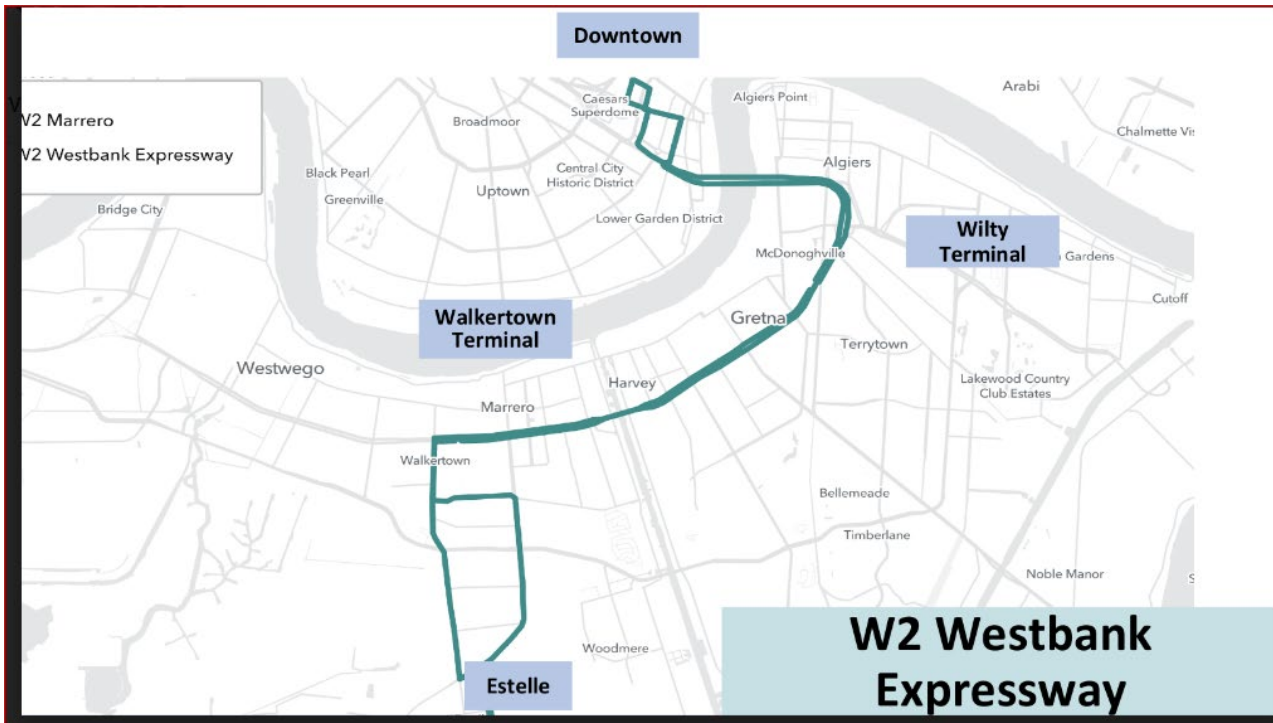 Downtown
W2 Marrero
W2 Westbank Expressway
Caesars
Superdome
Algiers Point
Arabi
Broadmoor
Chalmette Vis
Black Pearl
Central City
Historic District
Algiers
Greenville
Uptown
Bridge City
Lower Garden District
Wilty
Terminal
McDonoghville
Gardens
Cutoff
Walkertown
Terminal
Gretna
Terrytown
Westwego
Harvey
Lakewood Country
Club Estates
Marrero
Walkertown
Bellemeade
Timberlane
Noble Manor
S
Woodmere
Estelle
W2 Westbank
Expressway